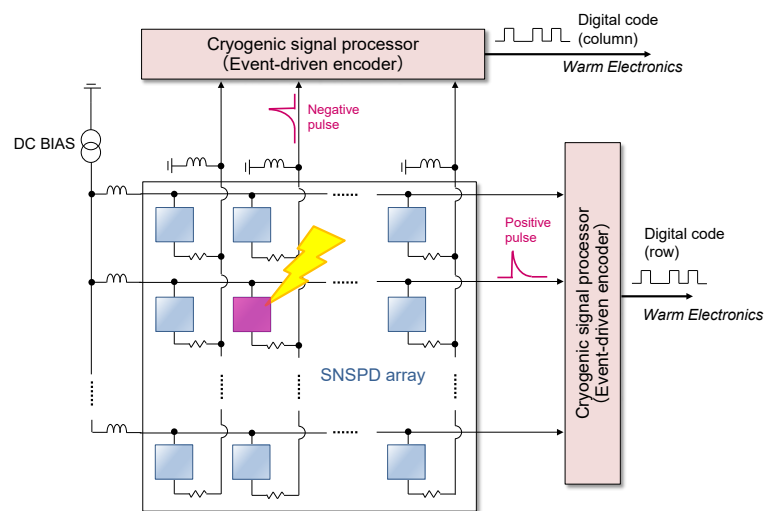 Cryogenic signal processor
(Event-driven encoder)
Digital code
(column)
Warm Electronics
Negative
pulse
DC BIAS
Positive
pulse
Cryogenic signal processor
(Event-driven encoder)
Digital code
(row)
Warm Electronics
SNSPD array